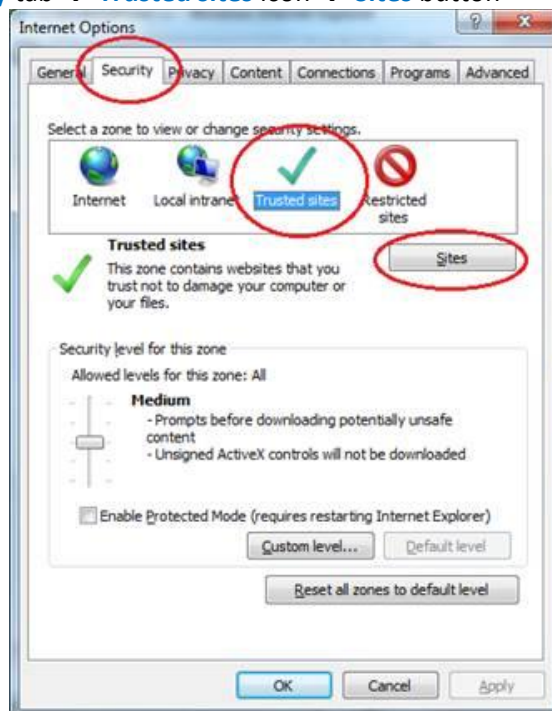 tab
Trusted sites icon
Sites button
Internet Options
General Security Privacy Content Connections Programs Advanced
Select a zone to view or change security settings.
Internet Local intranet Trusted sites Restricted
sites
Trusted sites
This zone contains websites that you
trust not to damage your computer or
your files.
Sites
Security level for this zone
Allowed levels for this zone: All
Medium
- Prompts before downloading potentially unsafe
content
- Unsigned ActiveX controls will not be downloaded
Enable Protected Mode (requires restarting Internet Explorer)
Custom level... Default level
Reset all zones to default level
OK Cancel Apply